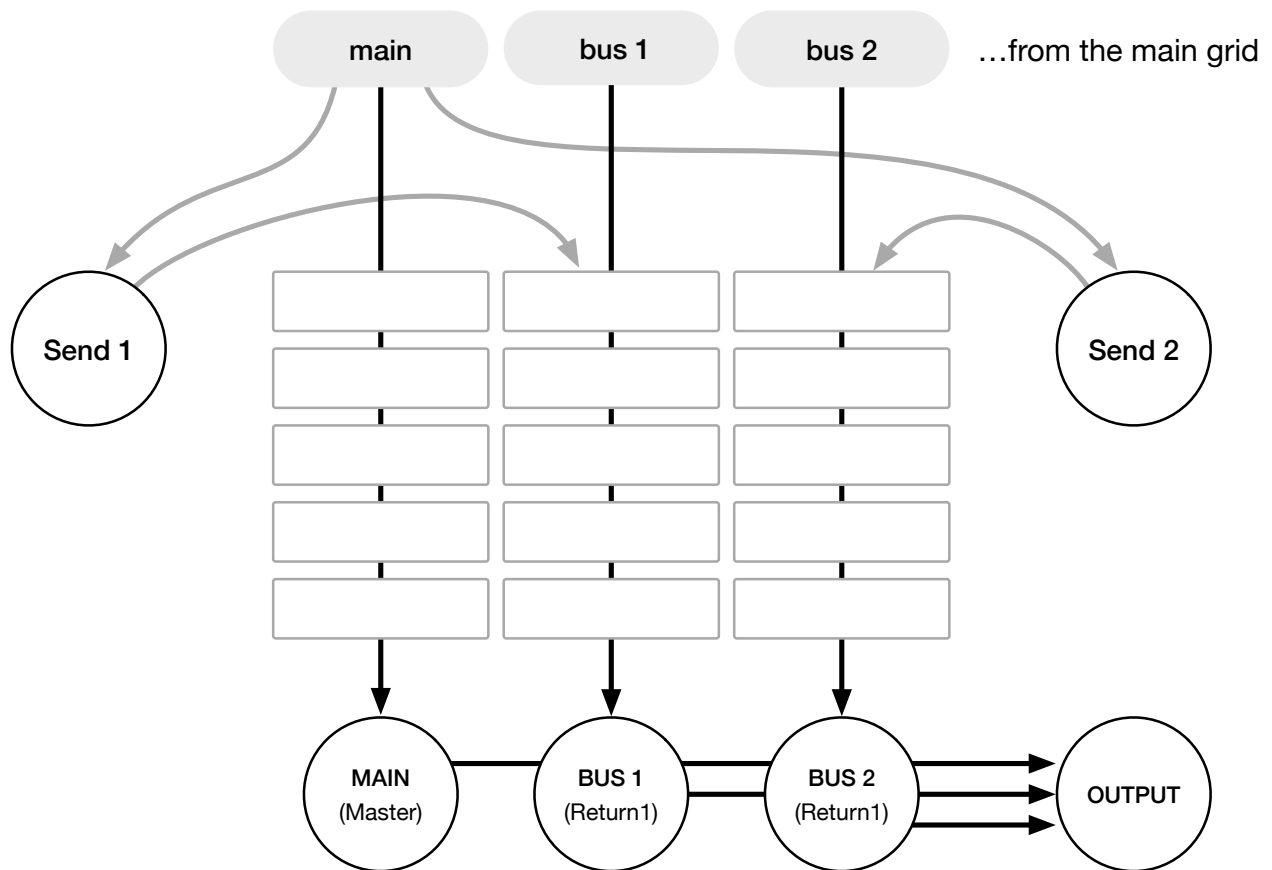 main
bus 1
bus 2
...from the main grid
Send 1
Send 2
MAIN
(Master)
BUS 1
(Return1)
BUS 2
(Return1)
OUTPUT